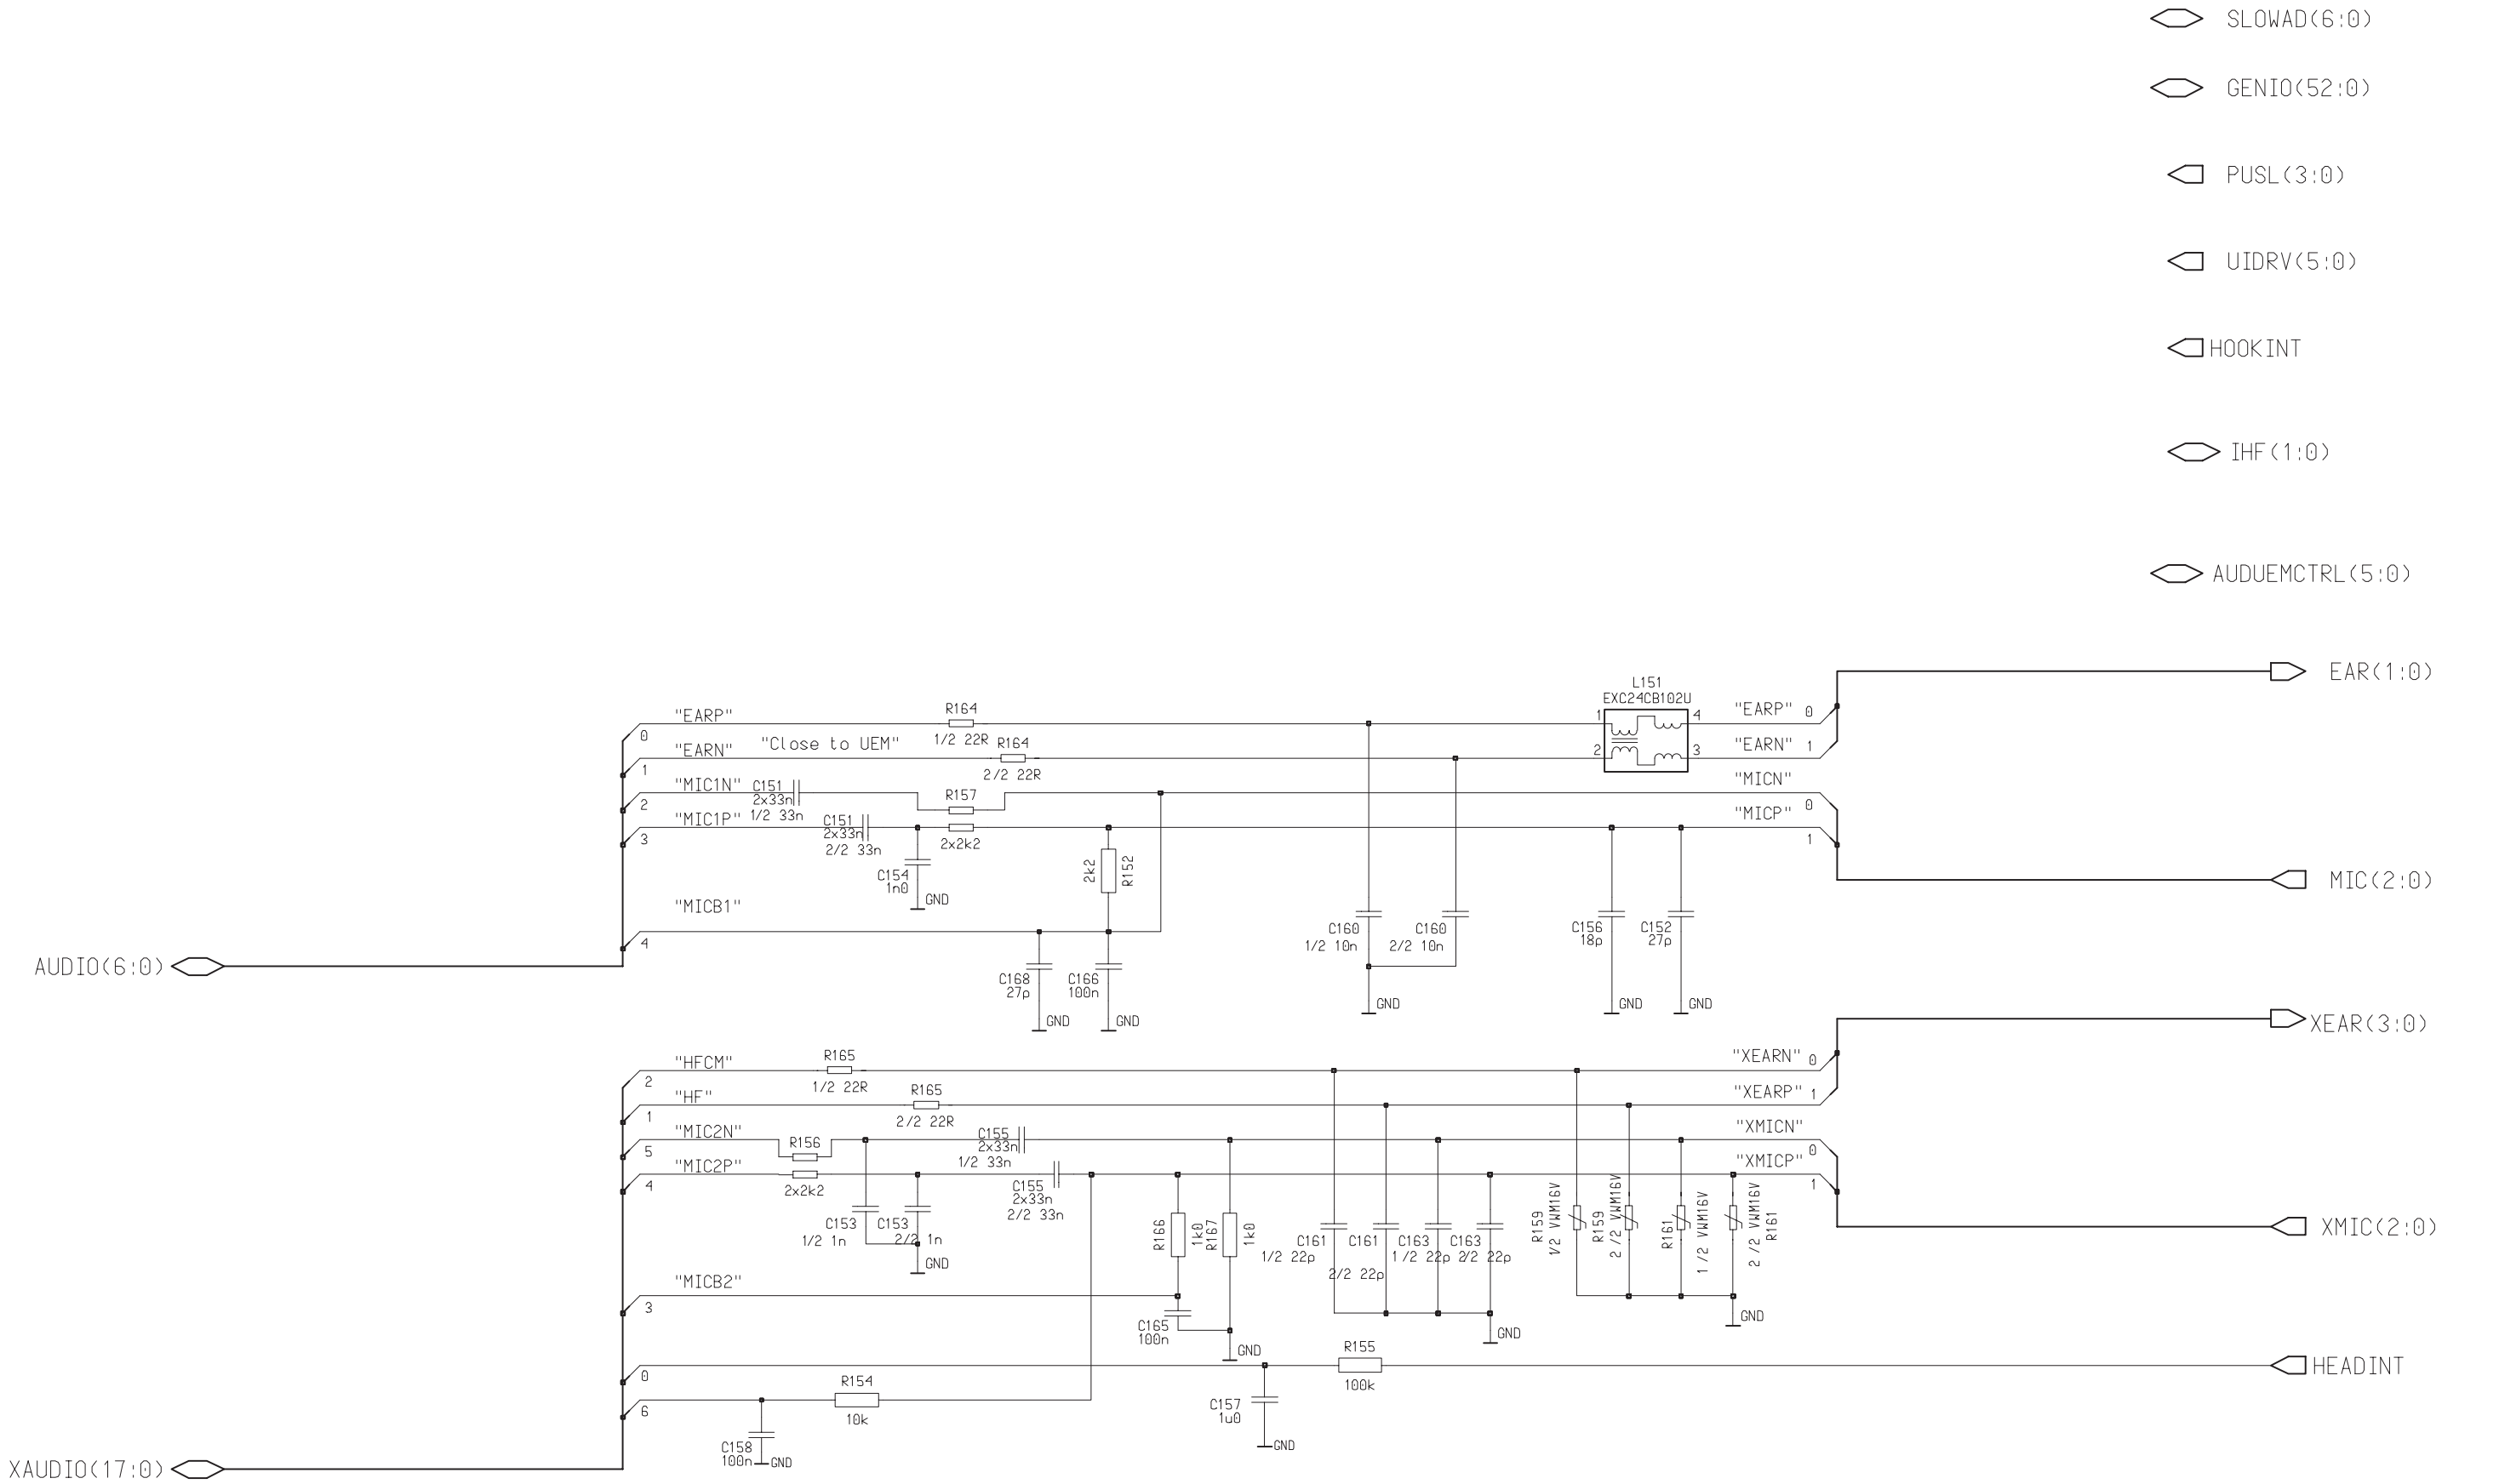 SLOWAD(6:0)
GENIO(52:0)
PUSL(3:0)
UIDRV(5:0)
HOOKINT
IHF(1:0)
AUDUEMCTRL(5:0)
EAR(1:0)
L151
EXC24CB102U
"EARP"
0
R164
1/2 22R
1
4
"EARP" 0
"EARN"
1
"Close to UEM"
R164
2/2 22R
2
3
"EARN" 1
"MIC1N"
2
C151
2x33n
1/2 33n
R157
"MICN"
0
"MIC1P"
3
C151
2x33n
2/2 33n
2x2k2
"MICP"
1
C154
1n0
GND
2k2
R152
MIC(2:0)
"MICB1"
4
C160
1/2 10n
C160
2/2 10n
C156
18p
C152
27p
AUDIO(6:0)
C168
27p
C166
100n
GND
GND
GND
GND
GND
XEAR(3:0)
"HFCM"
2
R165
1/2 22R
"XEARN" 0
"HF"
1
R165
2/2 22R
"XEARP" 1
"MIC2N"
5
R156
C155
2x33n
1/2 33n
"XMICN"
0
"MIC2P"
4
2x2k2
C155
2x33n
2/2 33n
"XMICP"
1
C153
1/2 1n
C153
2/2 1n
GND
R166
1k0
R167
1k0
C161
1/2 22p
C161
2/2 22p
C163
1/2 22p
C163
2/2 22p
R159
1/2 VWM16V
R159
2/2 VWM16V
R161
1/2 VWM16V
2/2 VWM16V
R161
XMIC(2:0)
"MICB2"
3
C165
100n
GND
GND
GND
R155
100k
HEADINT
0
R154
10k
6
C157
1u0
GND
C158
100n
GND
XAUDIO(17:0)